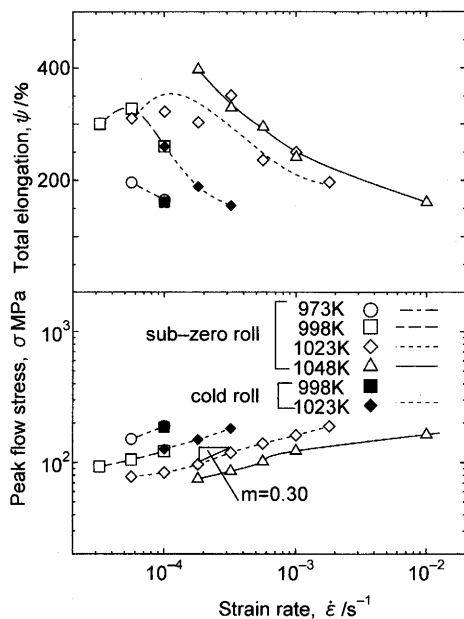 Total elongation, ψ /%
400
200
Peak flow stress, σ MPa
10³
10²
sub-zero roll
973K
998K
1023K
1048K
cold roll
998K
1023K
m=0.30
10⁻⁴
10⁻³
10⁻²
Strain rate, ε̇ /s⁻¹